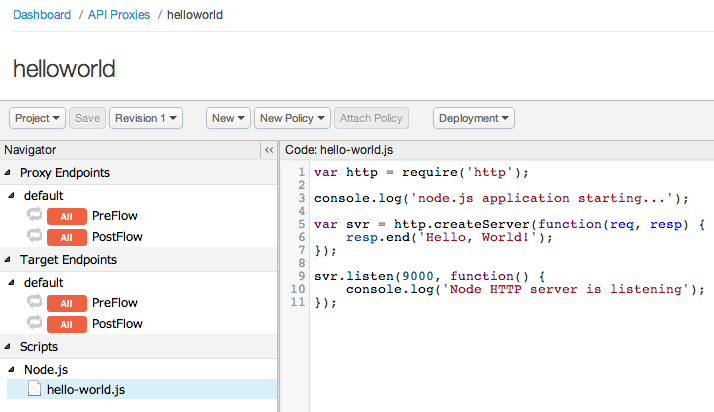 Dashboard / API Proxies / helloworld
helloworld
Project Save Revision 1 New New Policy Attach Policy Deployment
Navigator
Proxy Endpoints
default
All PreFlow
All PostFlow
Target Endpoints
default
All PreFlow
All PostFlow
Scripts
Node.js
hello-world.js
Code: hello-world.js
1 var http = require('http');
2
3 console.log('node.js application starting...');
4
5 var svr = http.createServer(function(req, resp) {
6     resp.end('Hello, World!');
7 });
8
9 svr.listen(9000, function() {
10     console.log('Node HTTP server is listening');
11 });